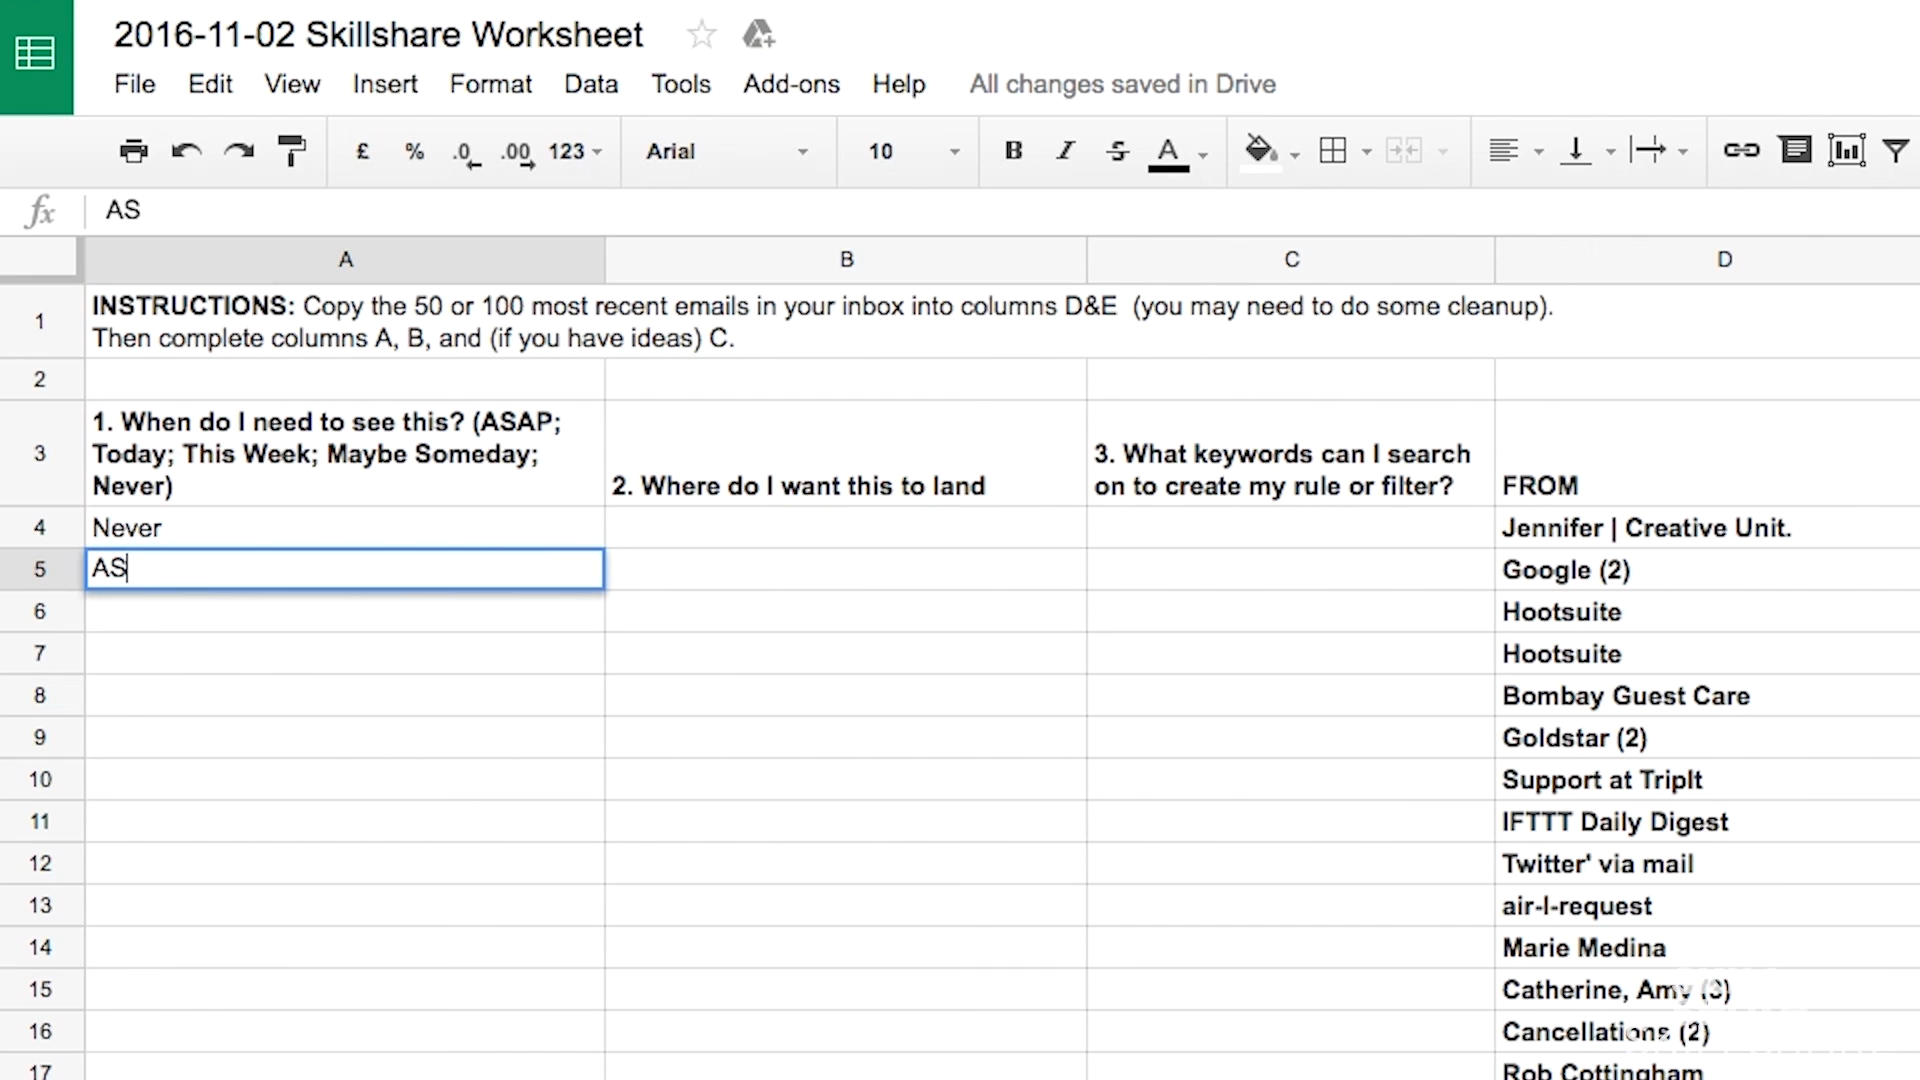 2016-11-02 Skillshare Worksheet
File Edit View Insert Format Data Tools Add-ons Help All changes saved in Drive
£ % .0 .00 123 Arial 10 B I S A
fx AS
A B C D
1 INSTRUCTIONS: Copy the 50 or 100 most recent emails in your inbox into columns D&E (you may need to do some cleanup).
Then complete columns A, B, and (if you have ideas) C.
2
3 1. When do I need to see this? (ASAP;
Today; This Week; Maybe Someday;
Never)
2. Where do I want this to land
3. What keywords can I search
on to create my rule or filter?
FROM
4 Never Jennifer | Creative Unit.
5 AS Google (2)
6 Hootsuite
7 Hootsuite
8 Bombay Guest Care
9 Goldstar (2)
10 Support at TripIt
11 IFTTT Daily Digest
12 Twitter' via mail
13 air-l-request
14 Marie Medina
15 Catherine, Amy (3)
16 Cancellations (2)
17 Rob Cottingham